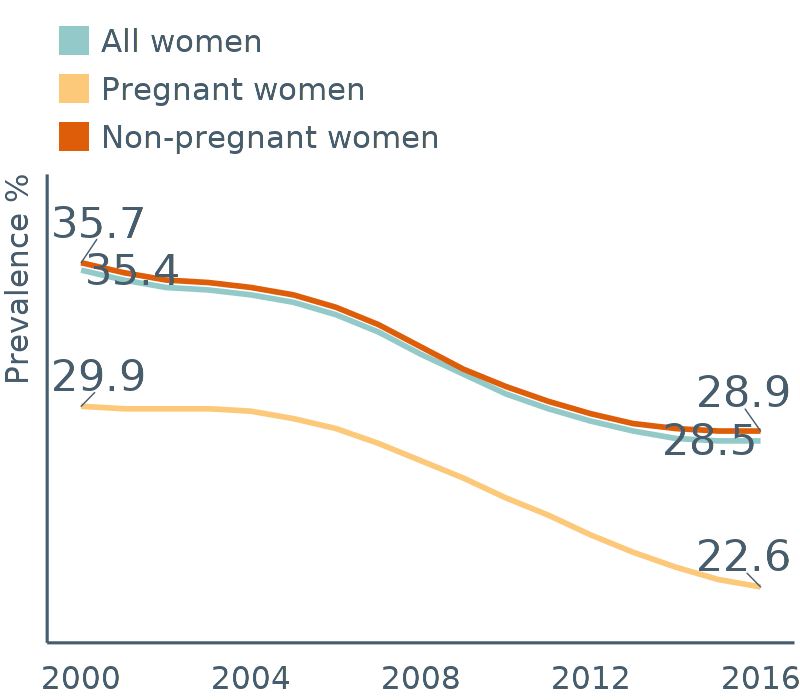 All women
Pregnant women
Non-pregnant women
Prevalence %
35.7
35.4
29.9
28.9
28.5
22.6
2000 2004 2008 2012 2016